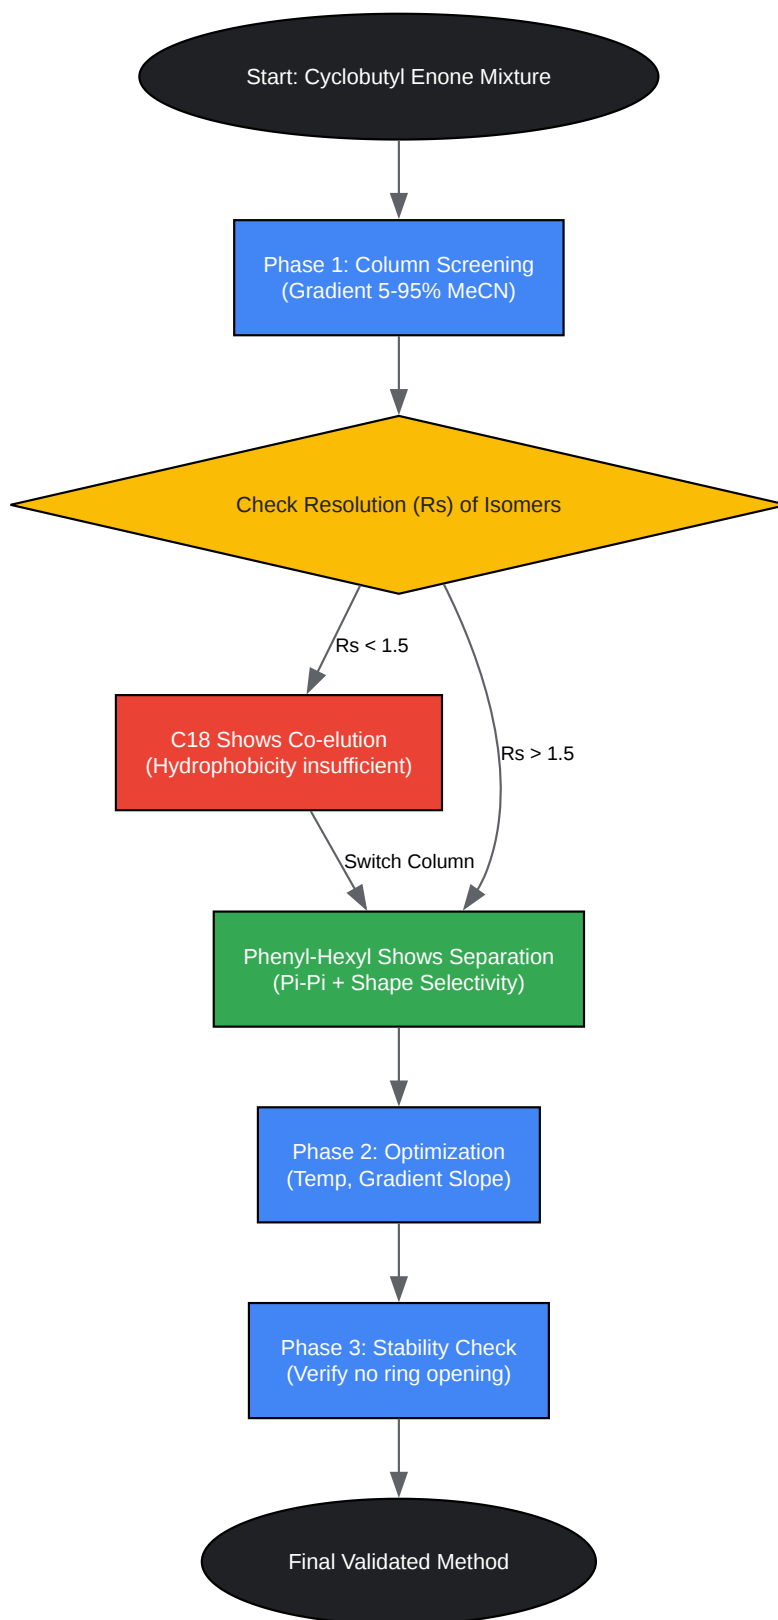 Start: Cyclobutyl Enone Mixture
Phase 1: Column Screening
(Gradient 5-95% MeCN)
Check Resolution (Rs) of Isomers
Rs < 1.5
C18 Shows Co-elution
(Hydrophobicity insufficient)
Rs > 1.5
Switch Column
Phenyl-Hexyl Shows Separation
(Pi-Pi + Shape Selectivity)
Phase 2: Optimization
(Temp, Gradient Slope)
Phase 3: Stability Check
(Verify no ring opening)
Final Validated Method